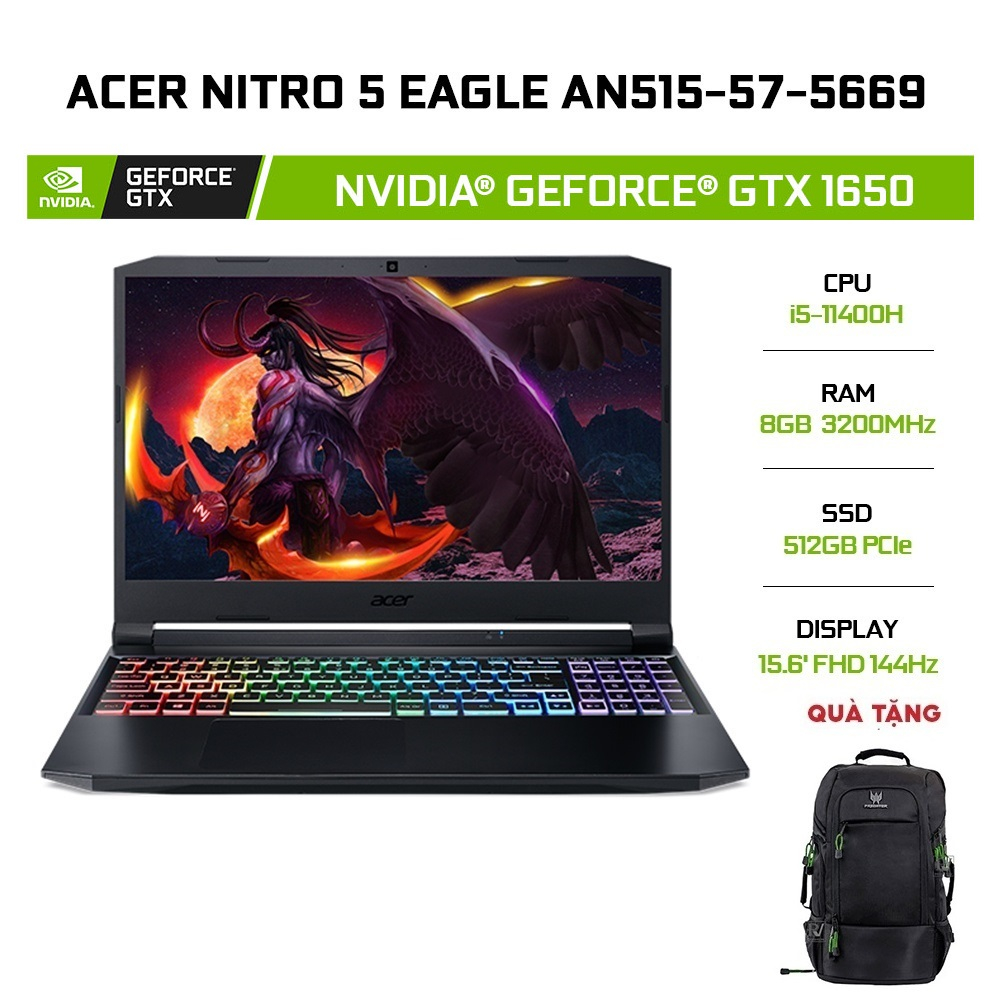 ACER NITRO 5 EAGLE AN515-57-5669
NVIDIA.
GEFORCE®
GTX
NVIDIA® GEFORCE® GTX 1650
CPU
i5-11400H
RAM
8GB 3200MHz
SSD
512GB PCIe
DISPLAY
15.6' FHD 144Hz
acer
QUÀ TẶNG
PREDATOR